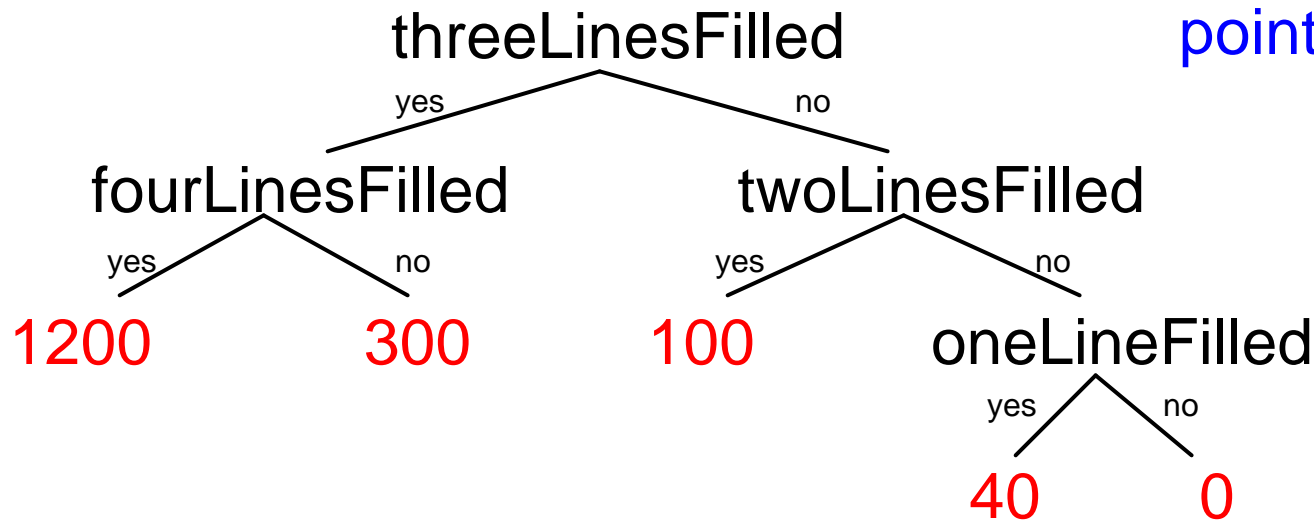 threeLinesFilled point
yes no
fourLinesFilled twoLinesFilled
yes no yes no
1200 300 100 oneLineFilled
yes no
40 0